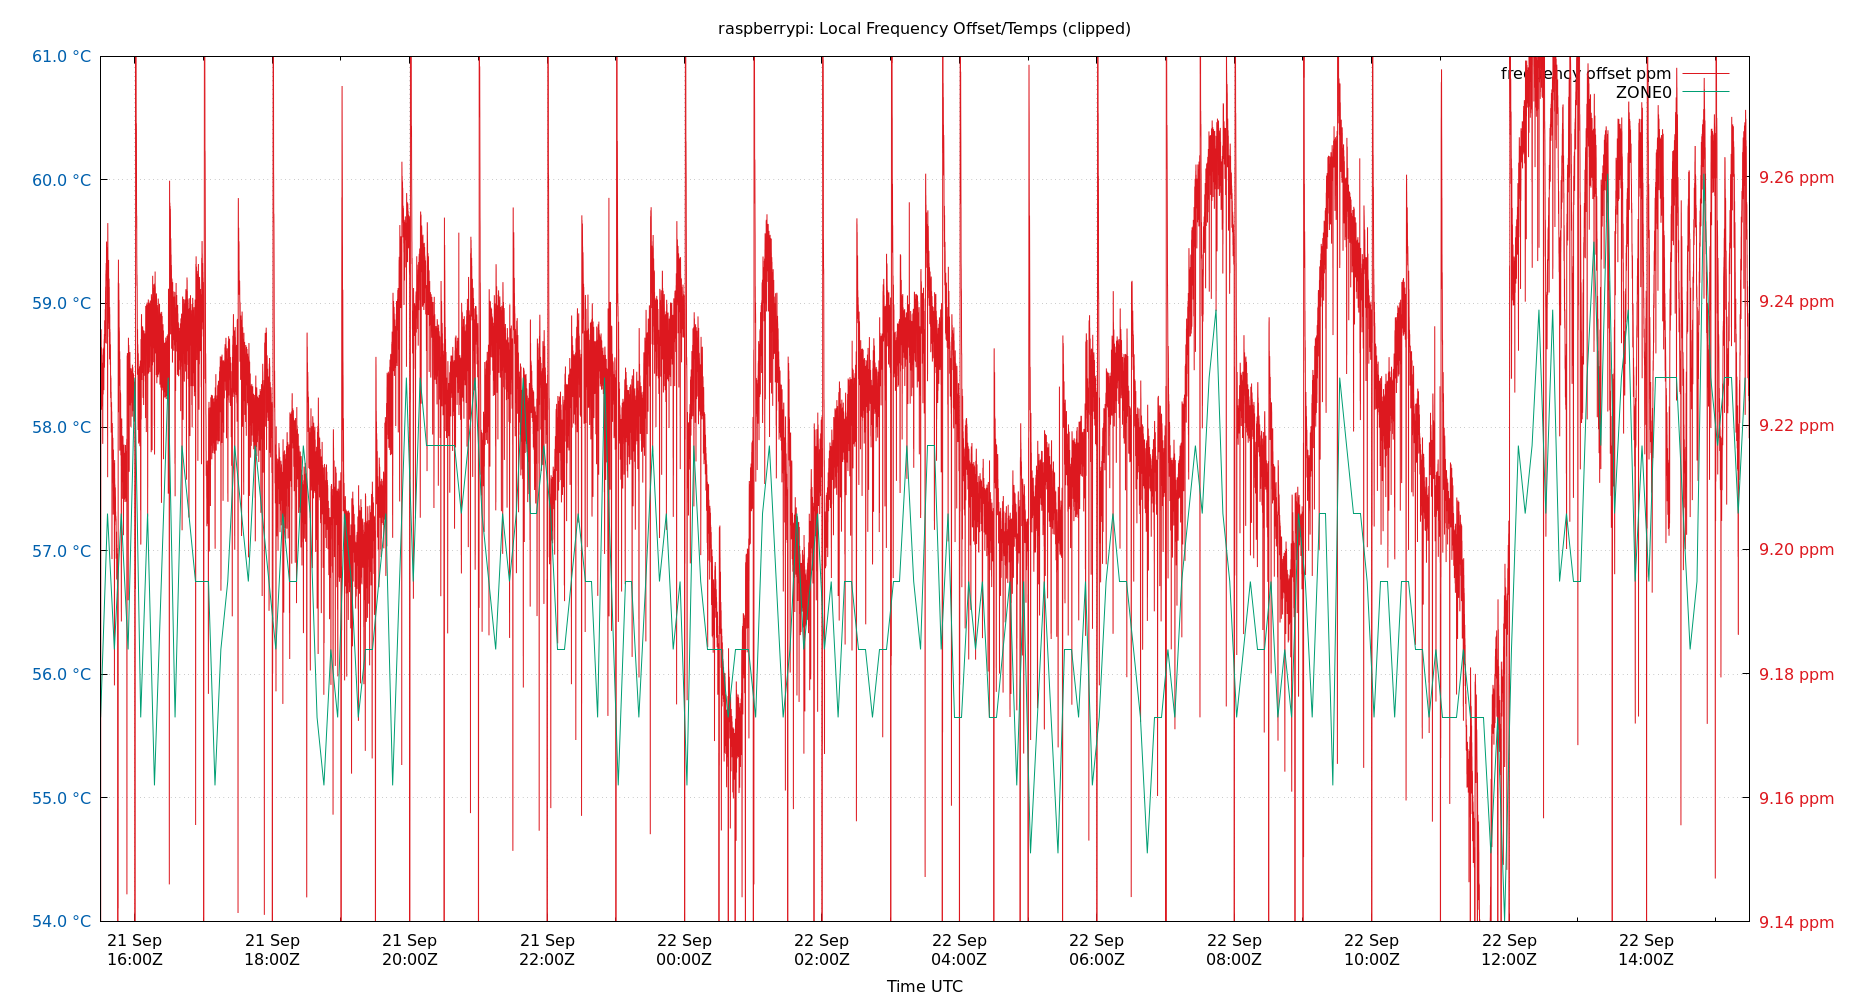 raspberrypi: Local Frequency Offset/Temps (clipped)
frequency offset ppm
ZONE0
61.0 °C
60.0 °C
59.0 °C
58.0 °C
57.0 °C
56.0 °C
55.0 °C
54.0 °C
9.26 ppm
9.24 ppm
9.22 ppm
9.20 ppm
9.18 ppm
9.16 ppm
9.14 ppm
21 Sep 21 Sep 21 Sep 21 Sep 22 Sep 22 Sep 22 Sep 22 Sep 22 Sep 22 Sep 22 Sep 22 Sep
16:00Z 18:00Z 20:00Z 22:00Z 00:00Z 02:00Z 04:00Z 06:00Z 08:00Z 10:00Z 12:00Z 14:00Z
Time UTC